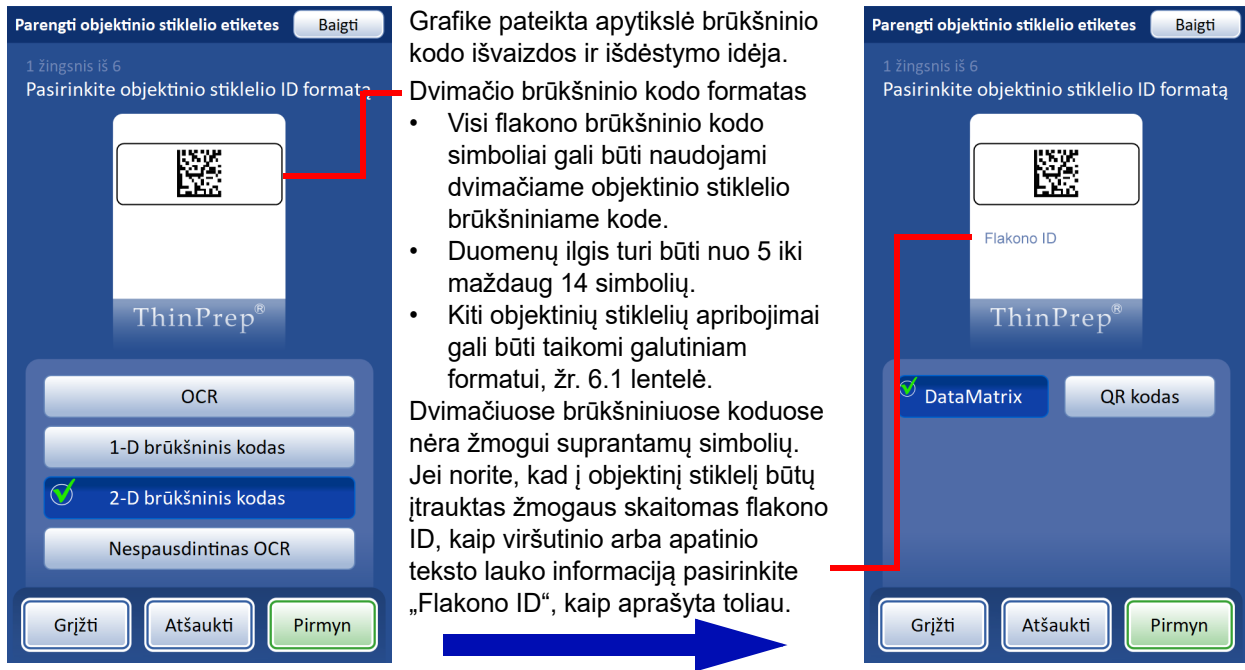 Parengti objektinio stiklelio etiketes
Baigti
1 žingsnis iš 6
Pasirinkite objektinio stiklelio ID formatą
ThinPrep®
OCR
1-D brūkšninis kodas
2-D brūkšninis kodas
Nespausdintinas OCR
Grįžti
Atšaukti
Pirmyn
Grafike pateikta apytikslė brūkšninio
kodo išvaizdos ir išdėstymo idėja.
Dvimačio brūkšninio kodo formatas
• Visi flakono brūkšninio kodo
simboliai gali būti naudojami
dvimačiame objektinio stiklelio
brūkšniniame kode.
• Duomenų ilgis turi būti nuo 5 iki
maždaug 14 simbolių.
• Kiti objektinių stiklelių apribojimai
gali būti taikomi galutiniam
formatui, žr. 6.1 lentelė.
Dvimačiuose brūkšniniuose koduose
nėra žmogui suprantamų simbolių.
Jei norite, kad į objektinį stiklelį būtų
įtrauktas žmogaus skaitomas flakono
ID, kaip viršutinio arba apatinio
teksto lauko informaciją pasirinkite
„Flakono ID“, kaip aprašyta toliau.
Parengti objektinio stiklelio etiketes
Baigti
1 žingsnis iš 6
Pasirinkite objektinio stiklelio ID formatą
Flakono ID
ThinPrep®
DataMatrix
QR kodas
Grįžti
Atšaukti
Pirmyn